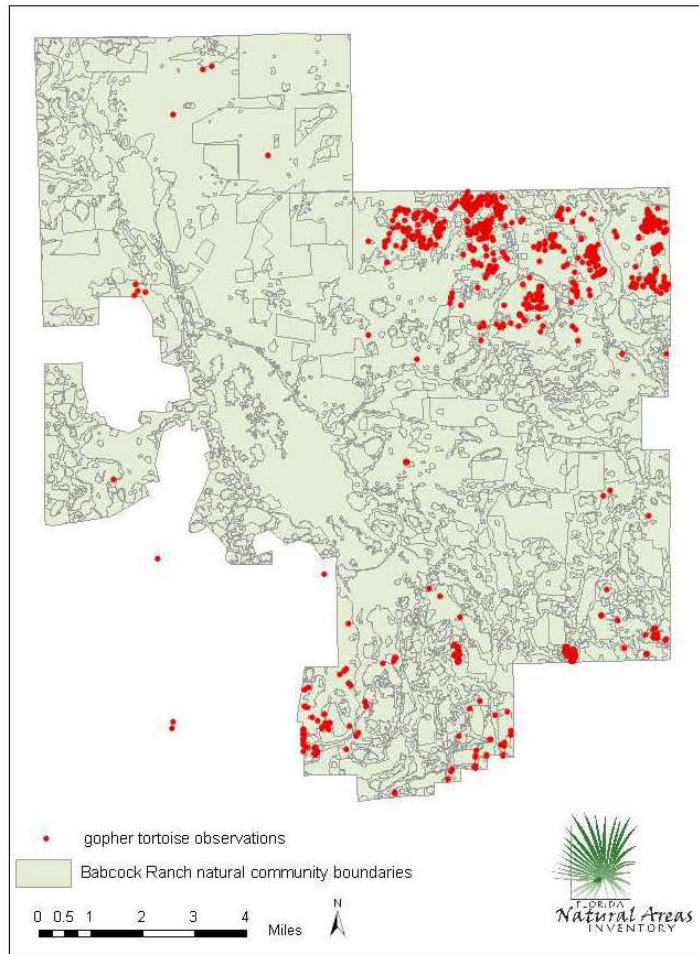 gopher tortoise observations
Babcock Ranch natural community boundaries
0 0.5 1 2 3 4
Miles
N
FLORIDA
Natural Areas
INVENTORY